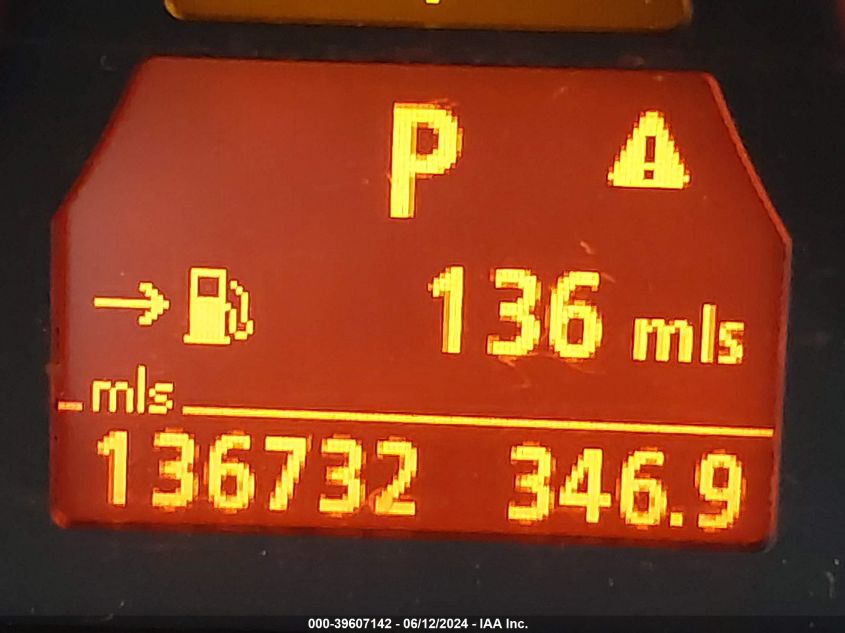 P
136 mls
mls
136732 346.9
000-39607142 - 06/12/2024 - IAA Inc.